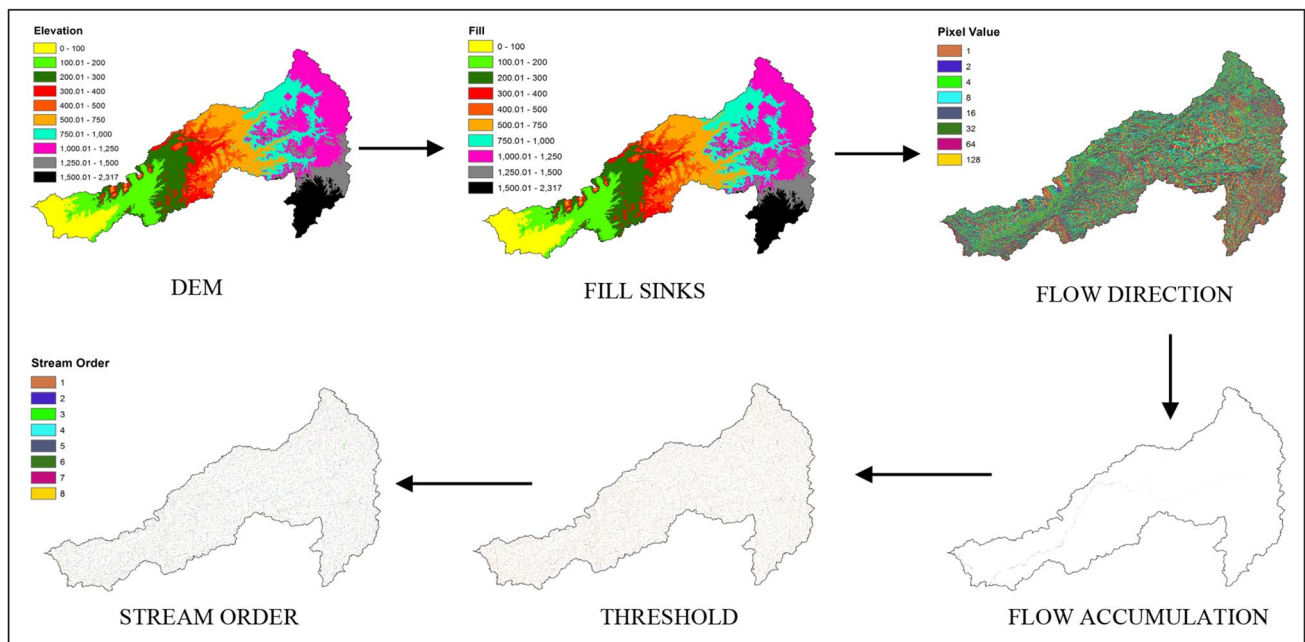 Elevation
0 - 100
100.01 - 200
200.01 - 300
300.01 - 400
400.01 - 500
500.01 - 750
750.01 - 1,000
1,000.01 - 1,250
1,250.01 - 1,500
1,500.01 - 2,317
DEM
Fill
0 - 100
100.01 - 200
200.01 - 300
300.01 - 400
400.01 - 500
500.01 - 750
750.01 - 1,000
1,000.01 - 1,250
1,250.01 - 1,500
1,500.01 - 2,317
FILL SINKS
Pixel Value
1
2
4
8
16
32
64
128
FLOW DIRECTION
Stream Order
1
2
3
4
5
6
7
8
STREAM ORDER
THRESHOLD
FLOW ACCUMULATION